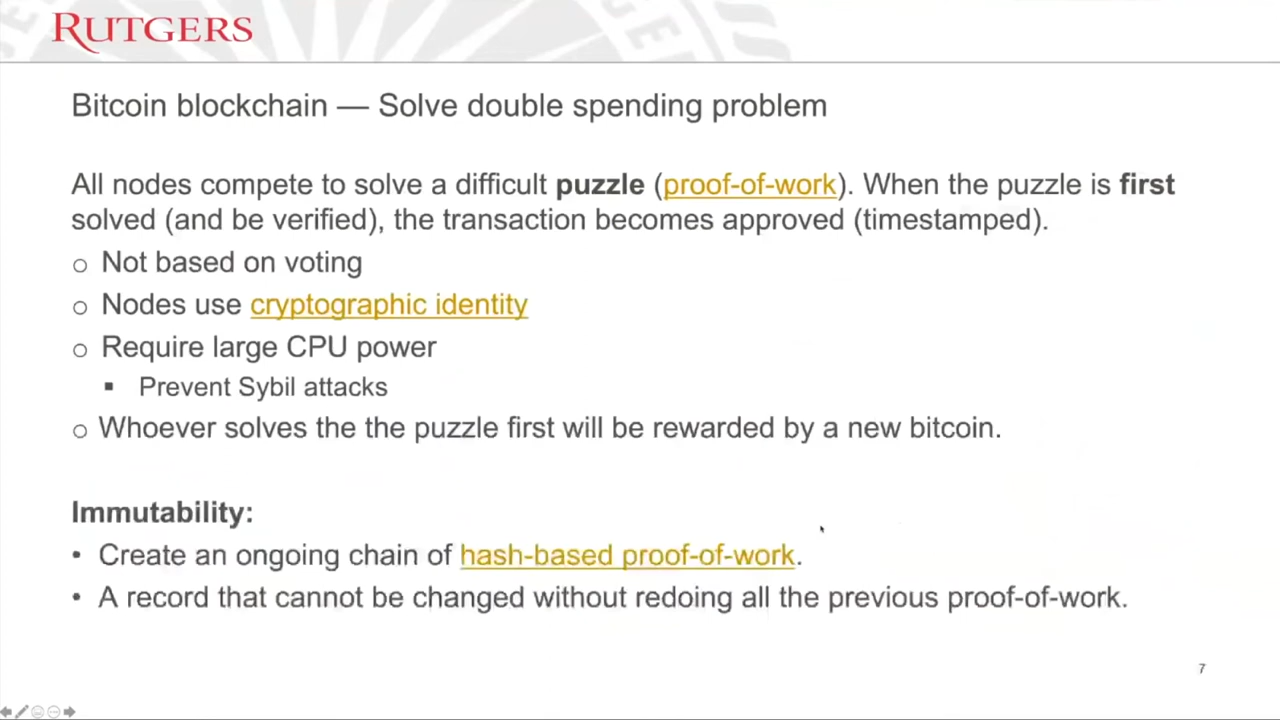 RUTGERS
Bitcoin blockchain — Solve double spending problem
All nodes compete to solve a difficult puzzle (proof-of-work). When the puzzle is first
solved (and be verified), the transaction becomes approved (timestamped).
o Not based on voting
o Nodes use cryptographic identity
o Require large CPU power
▪ Prevent Sybil attacks
o Whoever solves the the puzzle first will be rewarded by a new bitcoin.
Immutability:
• Create an ongoing chain of hash-based proof-of-work.
• A record that cannot be changed without redoing all the previous proof-of-work.
7